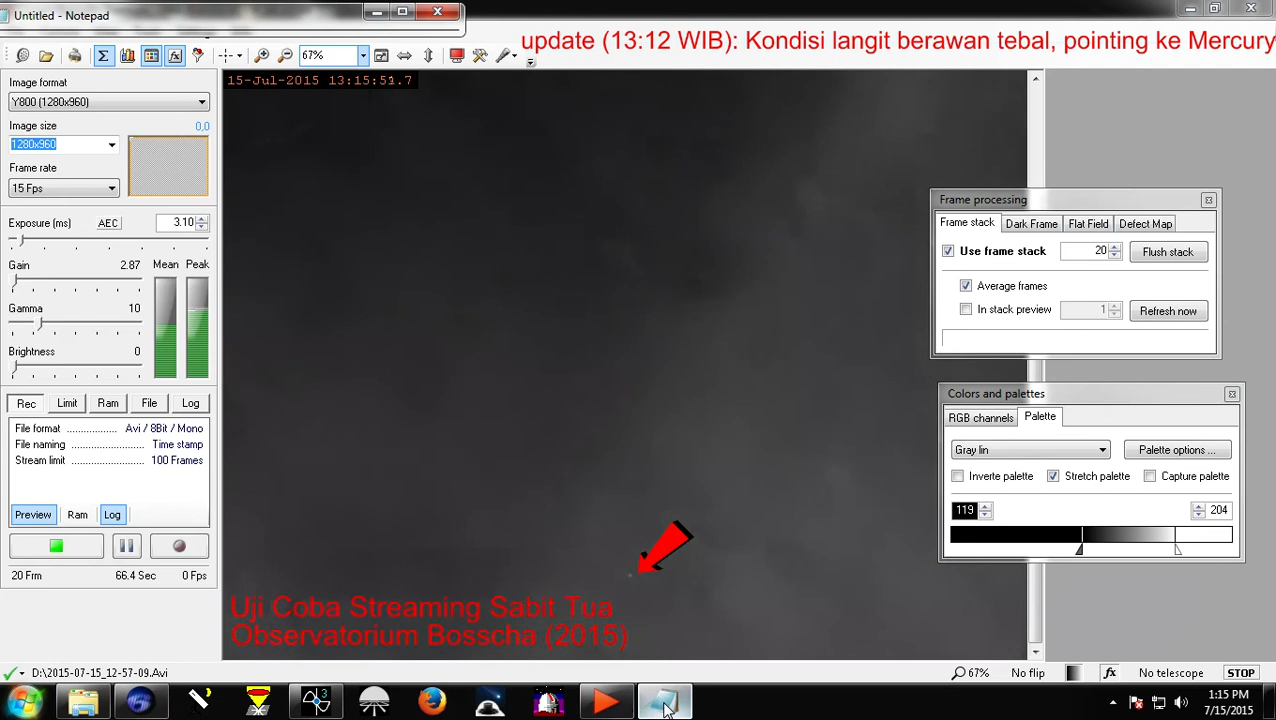 Untitled - Notepad
67%
update (13:12 WIB): Kondisi langit berawan tebal, pointing ke Mercury
Image format
Y800 (1280x960)
Image size
0,0
1280x960
Frame rate
15 Fps
Exposure (ms)
AEC
3.10
Gain
2.87
Mean
Peak
Gamma
10
Brightness
0
Rec
Limit
Ram
File
Log
File format
Avi / 8Bit / Mono
File naming
Time stamp
Stream limit
100 Frames
Preview
Ram
Log
20 Frm
66.4 Sec
0 Fps
15-Jul-2015 13:15:51.7
Uji Coba Streaming Sabit Tua
Observatorium Bosscha (2015)
Frame processing
Frame stack
Dark Frame
Flat Field
Defect Map
Use frame stack
20
Flush stack
Average frames
In stack preview
1
Refresh now
Colors and palettes
RGB channels
Palette
Gray lin
Palette options ...
Inverte palette
Stretch palette
Capture palette
119
204
D:\2015-07-15_12-57-09.Avi
67%
No flip
fx
No telescope
STOP
3
1:15 PM
7/15/2015